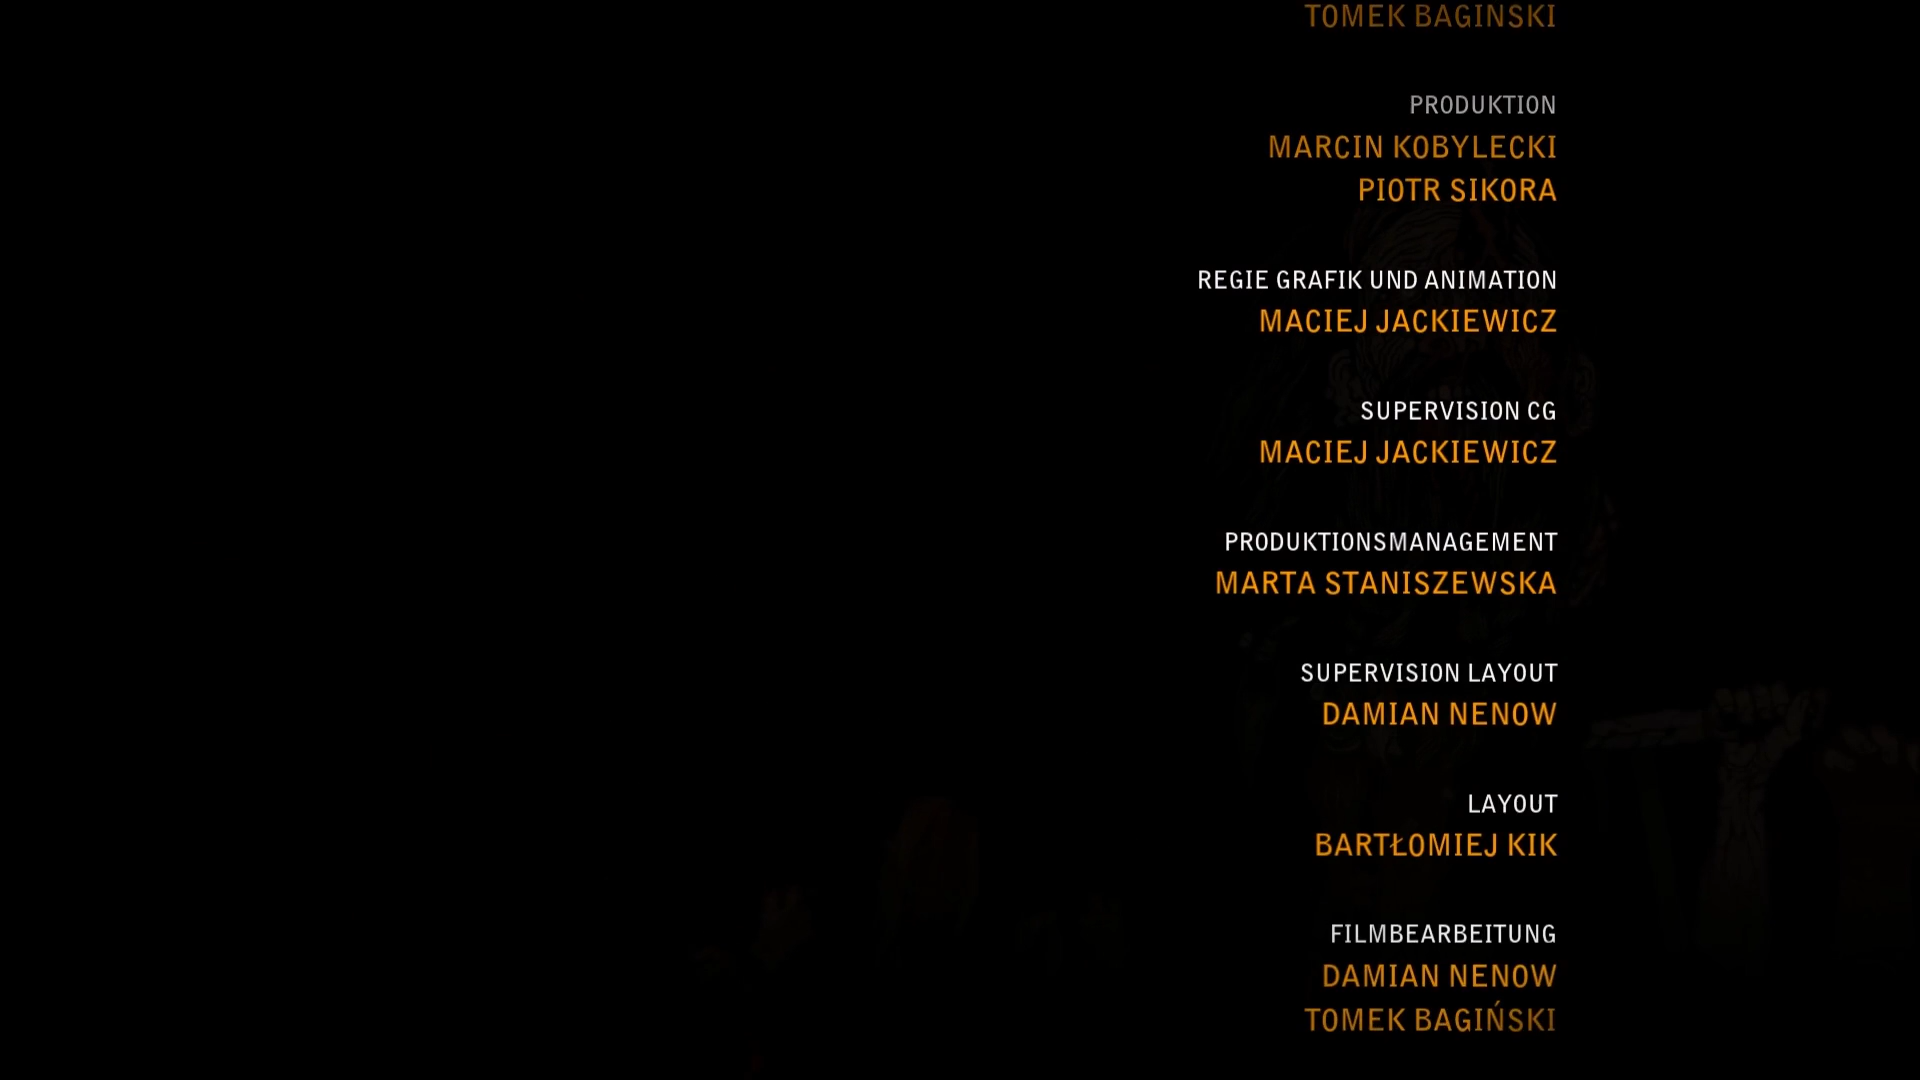 TOMEK BAGINSKI
PRODUKTION
MARCIN KOBYLECKI
PIOTR SIKORA
REGIE GRAFIK UND ANIMATION
MACIEJ JACKIEWICZ
SUPERVISION CG
MACIEJ JACKIEWICZ
PRODUKTIONSMANAGEMENT
MARTA STANISZEWSKA
SUPERVISION LAYOUT
DAMIAN NENOW
LAYOUT
BARTŁOMIEJ KIK
FILMBEARBEITUNG
DAMIAN NENOW
TOMEK BAGIŃSKI